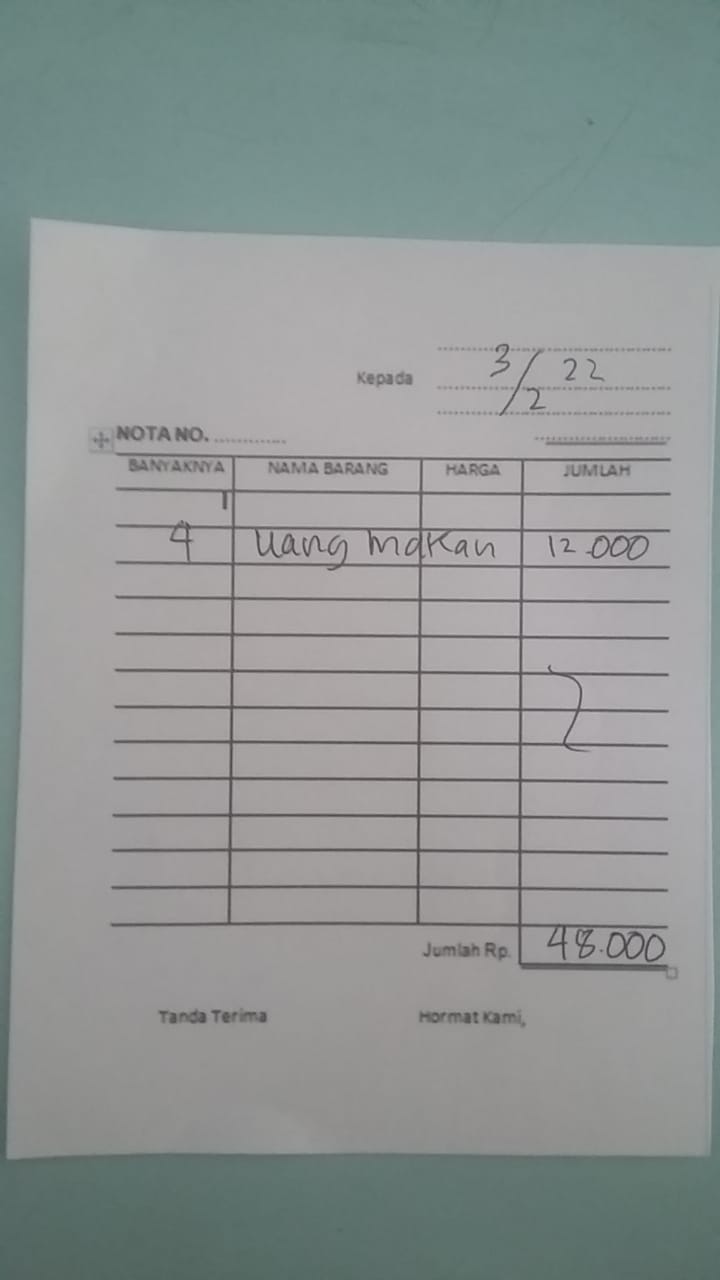 3/2 22
Kepada
NOTA NO. ............
BANYAKNYA NAMA BARANG HARGA JUMLAH
4 uang makan 12.000
Jumlah Rp. 48.000
Tanda Terima Hormat Kami,